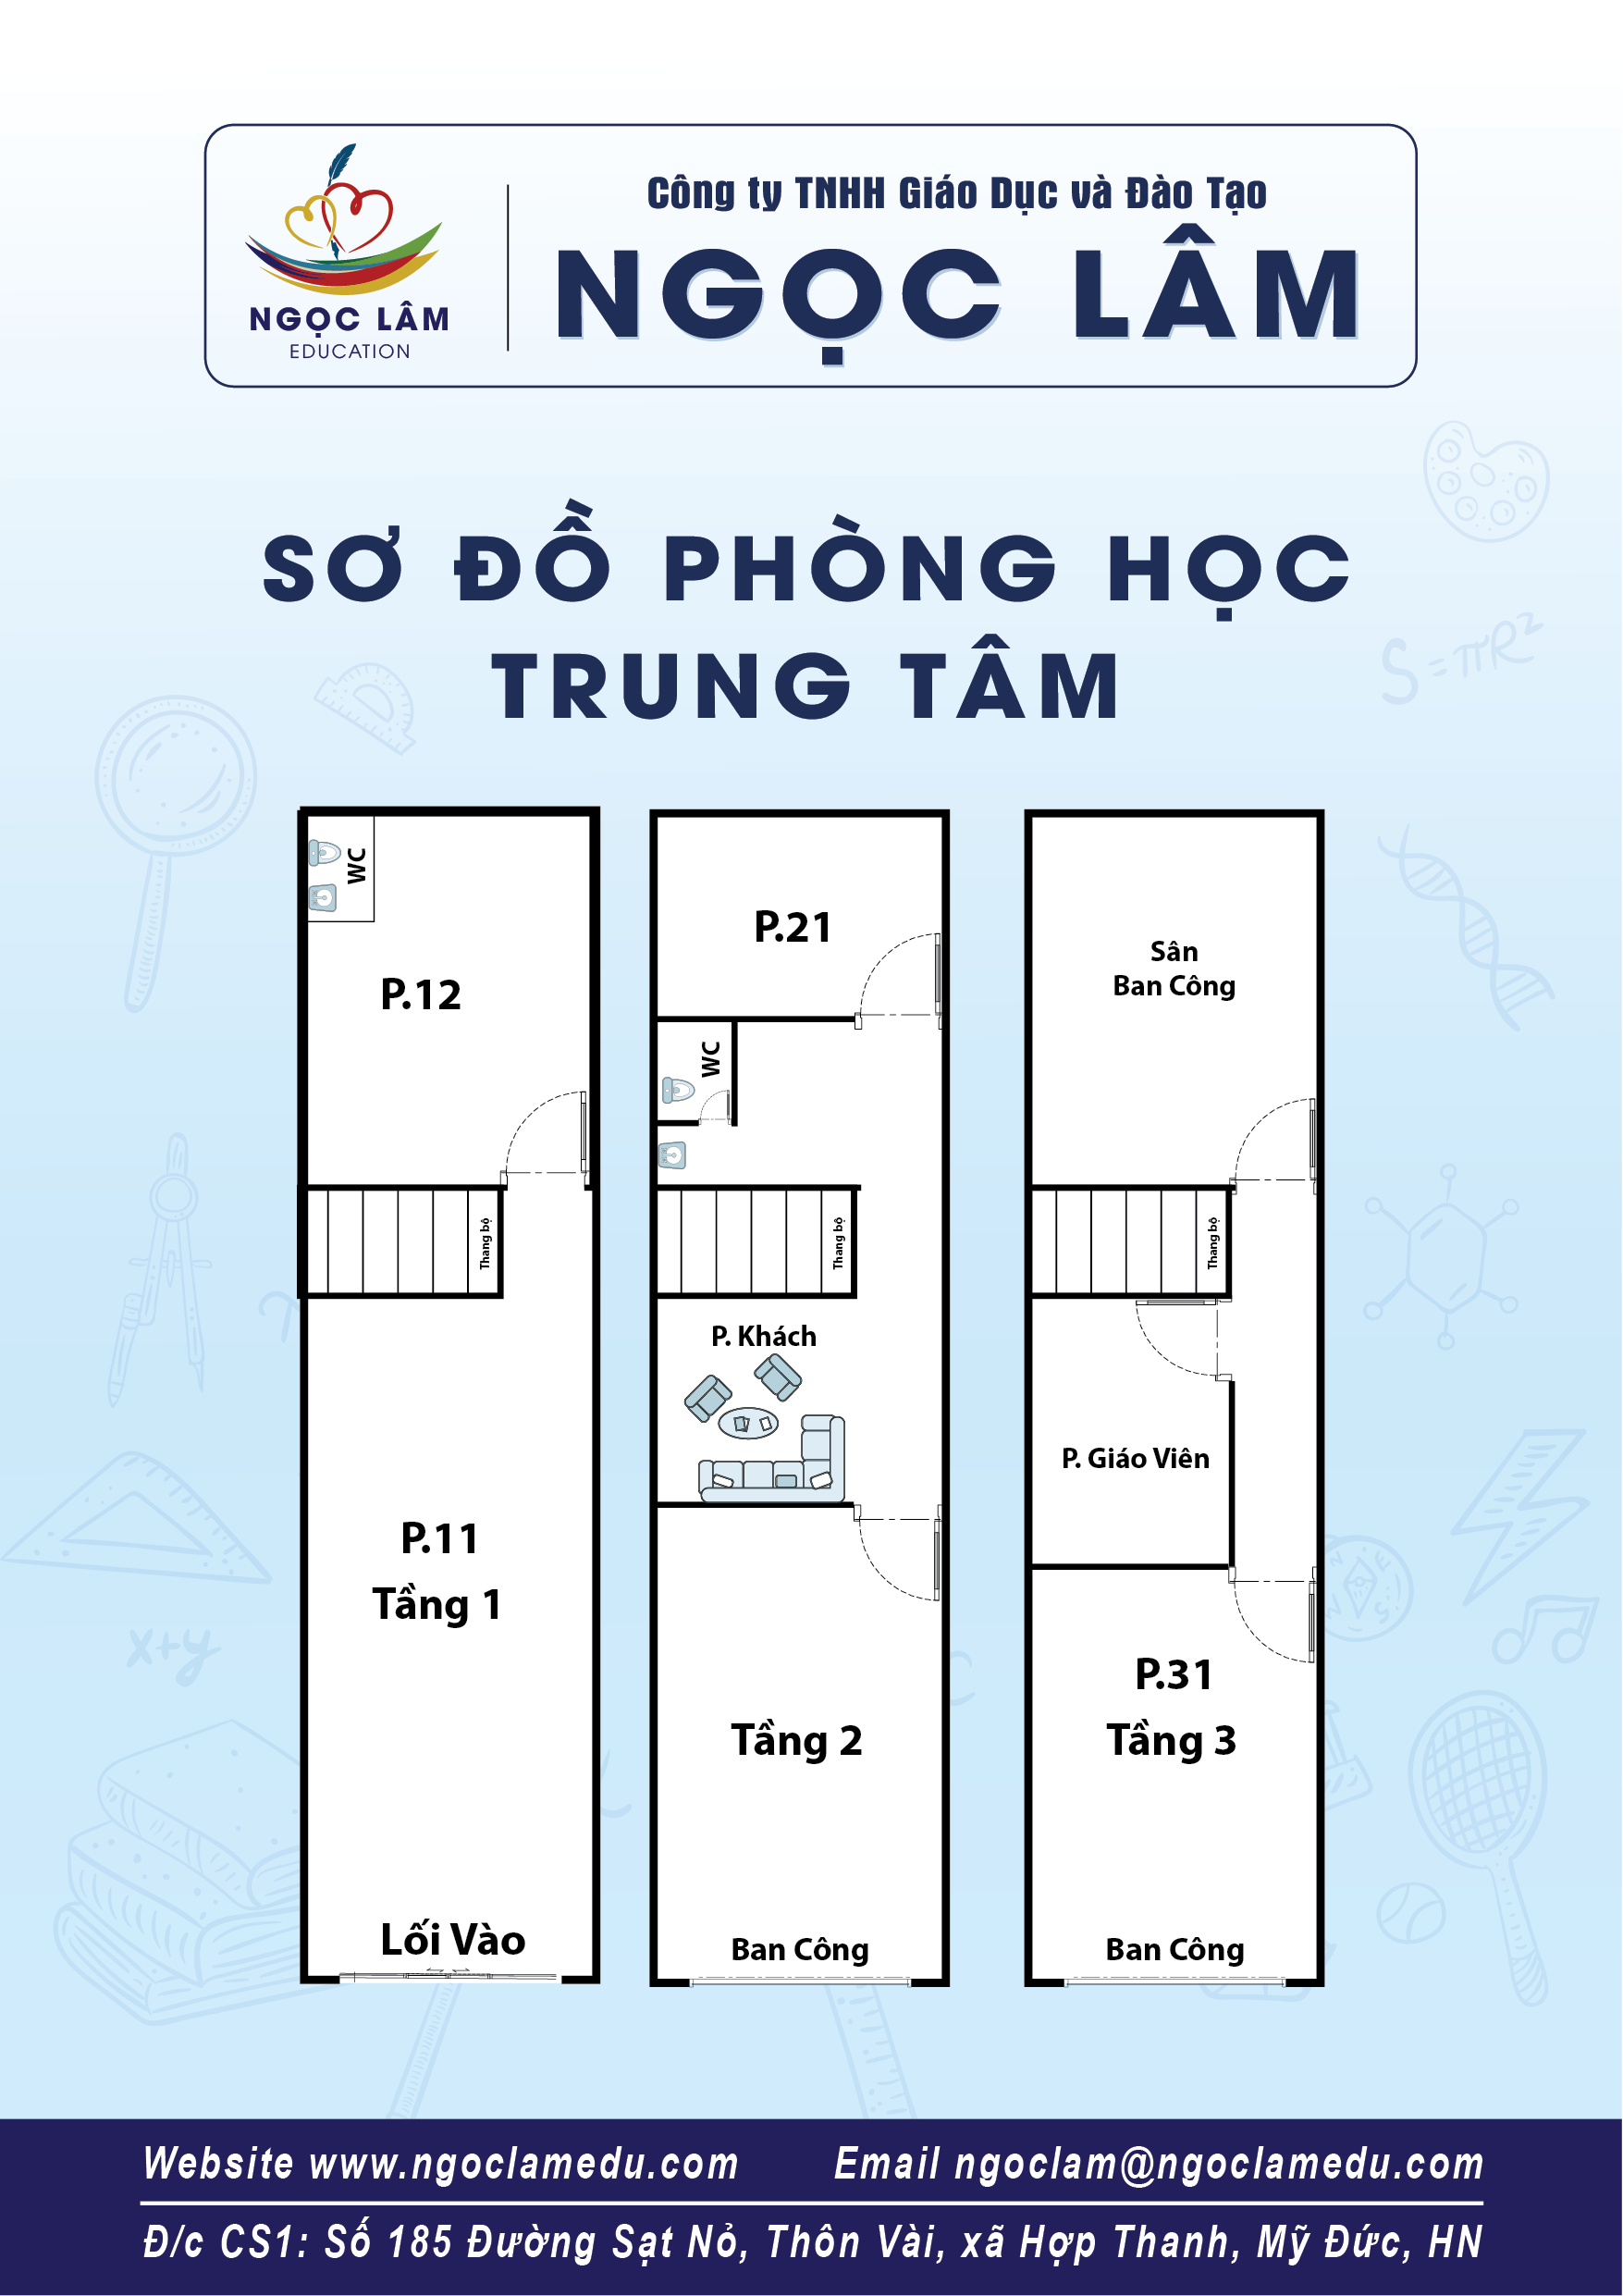 Công ty TNHH Giáo Dục và Đào Tạo
NGỌC LÂM
NGỌC LÂM
EDUCATION
SƠ ĐỒ PHÒNG HỌC
TRUNG TÂM
S=πR²
WC
P.12
Thang bộ
P.11
Tầng 1
Lối Vào
P.21
WC
Thang bộ
P. Khách
Tầng 2
Ban Công
Sân
Ban Công
Thang bộ
P. Giáo Viên
P.31
Tầng 3
Ban Công
x+y
N E
W S
Website www.ngoclamedu.com
Email ngoclam@ngoclamedu.com
Đ/c CS1: Số 185 Đường Sạt Nỏ, Thôn Vài, xã Hợp Thanh, Mỹ Đức, HN